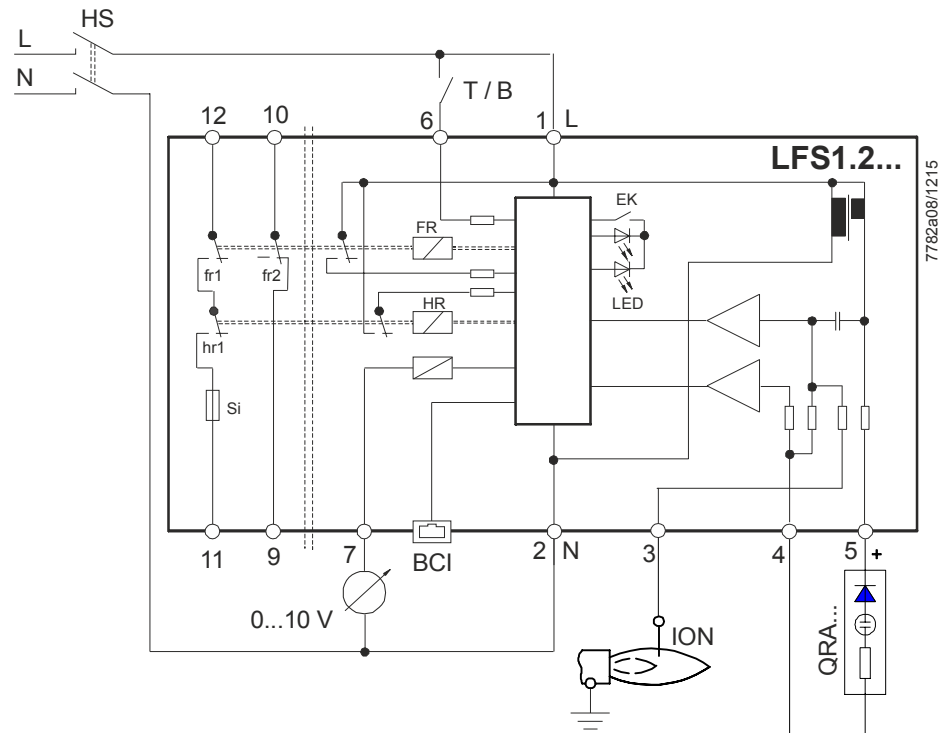 HS
L
N
T / B
12
10
6
1
L
LFS1.2...
7782a08/1215
EK
FR
fr1
fr2
LED
HR
hr1
Si
11
9
7
BCI
2
N
3
4
5
+
0...10 V
ION
QRA...